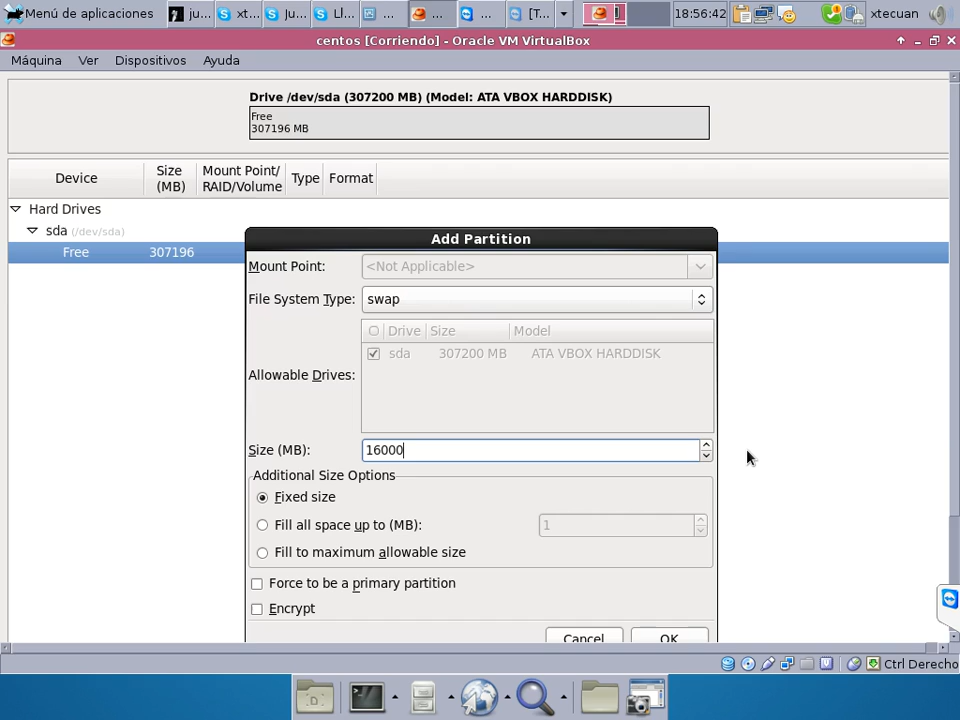 Menú de aplicaciones
ju...
xt...
Ju...
Ll...
...
...
...
[T...
18:56:42
xtecuan
centos [Corriendo] - Oracle VM VirtualBox
Máquina Ver Dispositivos Ayuda
Drive /dev/sda (307200 MB) (Model: ATA VBOX HARDDISK)
Free
307196 MB
Device
Size
(MB)
Mount Point/
RAID/Volume
Type
Format
Hard Drives
sda (/dev/sda)
Free 307196
Add Partition
Mount Point: <Not Applicable>
File System Type: swap
Drive Size Model
sda 307200 MB ATA VBOX HARDDISK
Allowable Drives:
Size (MB): 16000
Additional Size Options
Fixed size
Fill all space up to (MB): 1
Fill to maximum allowable size
Force to be a primary partition
Encrypt
Cancel OK
Ctrl Derecho